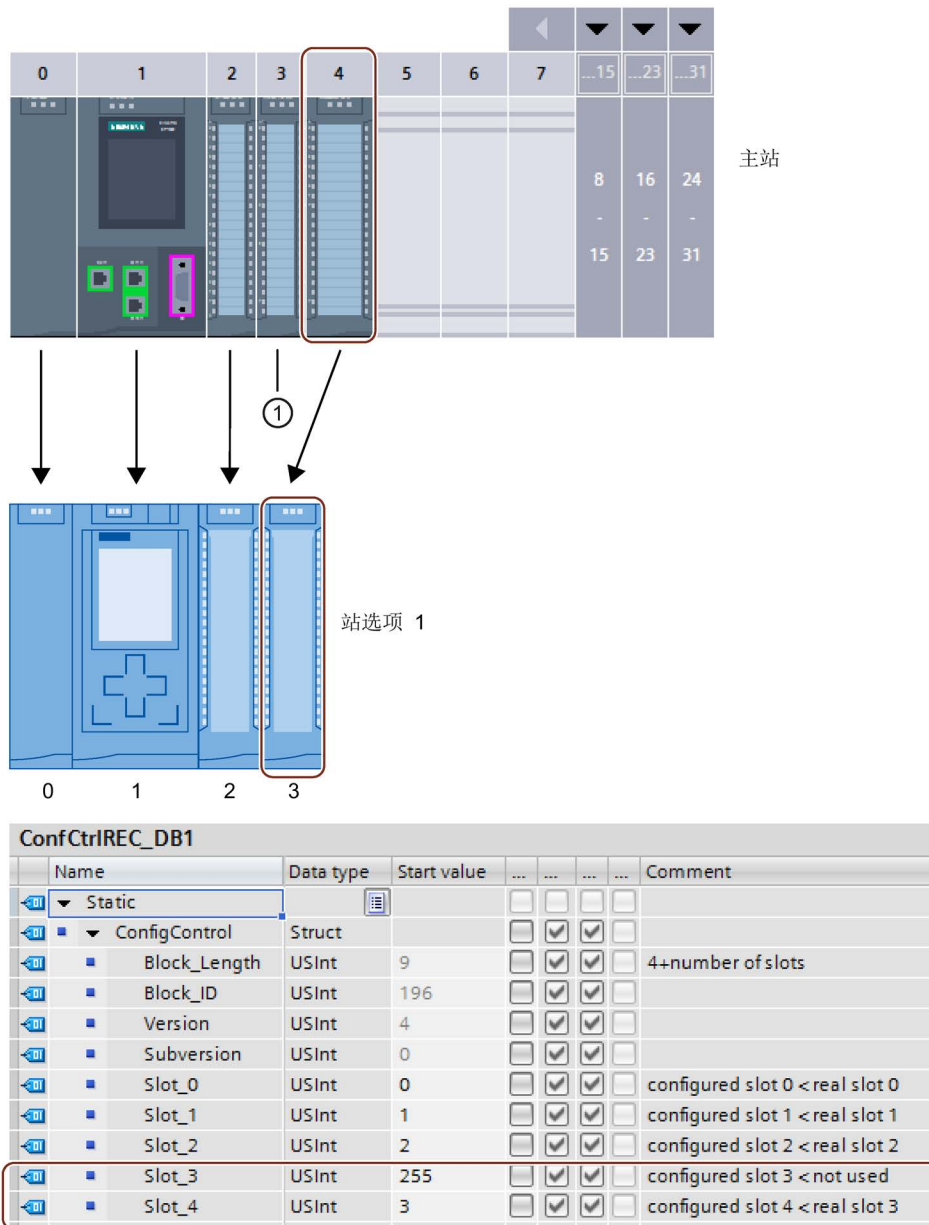 0 1 2 3 4 5 6 7 ...15 ...23 ...31
SIEMENS
主站
8 16 24
- - -
15 23 31
1
站选项 1
0 1 2 3
ConfCtrlREC_DB1
Name Data type Start value ... ... ... ... Comment
Static
ConfigControl Struct
Block_Length USInt 9 4+number of slots
Block_ID USInt 196
Version USInt 4
Subversion USInt 0
Slot_0 USInt 0 configured slot 0 < real slot 0
Slot_1 USInt 1 configured slot 1 < real slot 1
Slot_2 USInt 2 configured slot 2 < real slot 2
Slot_3 USInt 255 configured slot 3 < not used
Slot_4 USInt 3 configured slot 4 < real slot 3